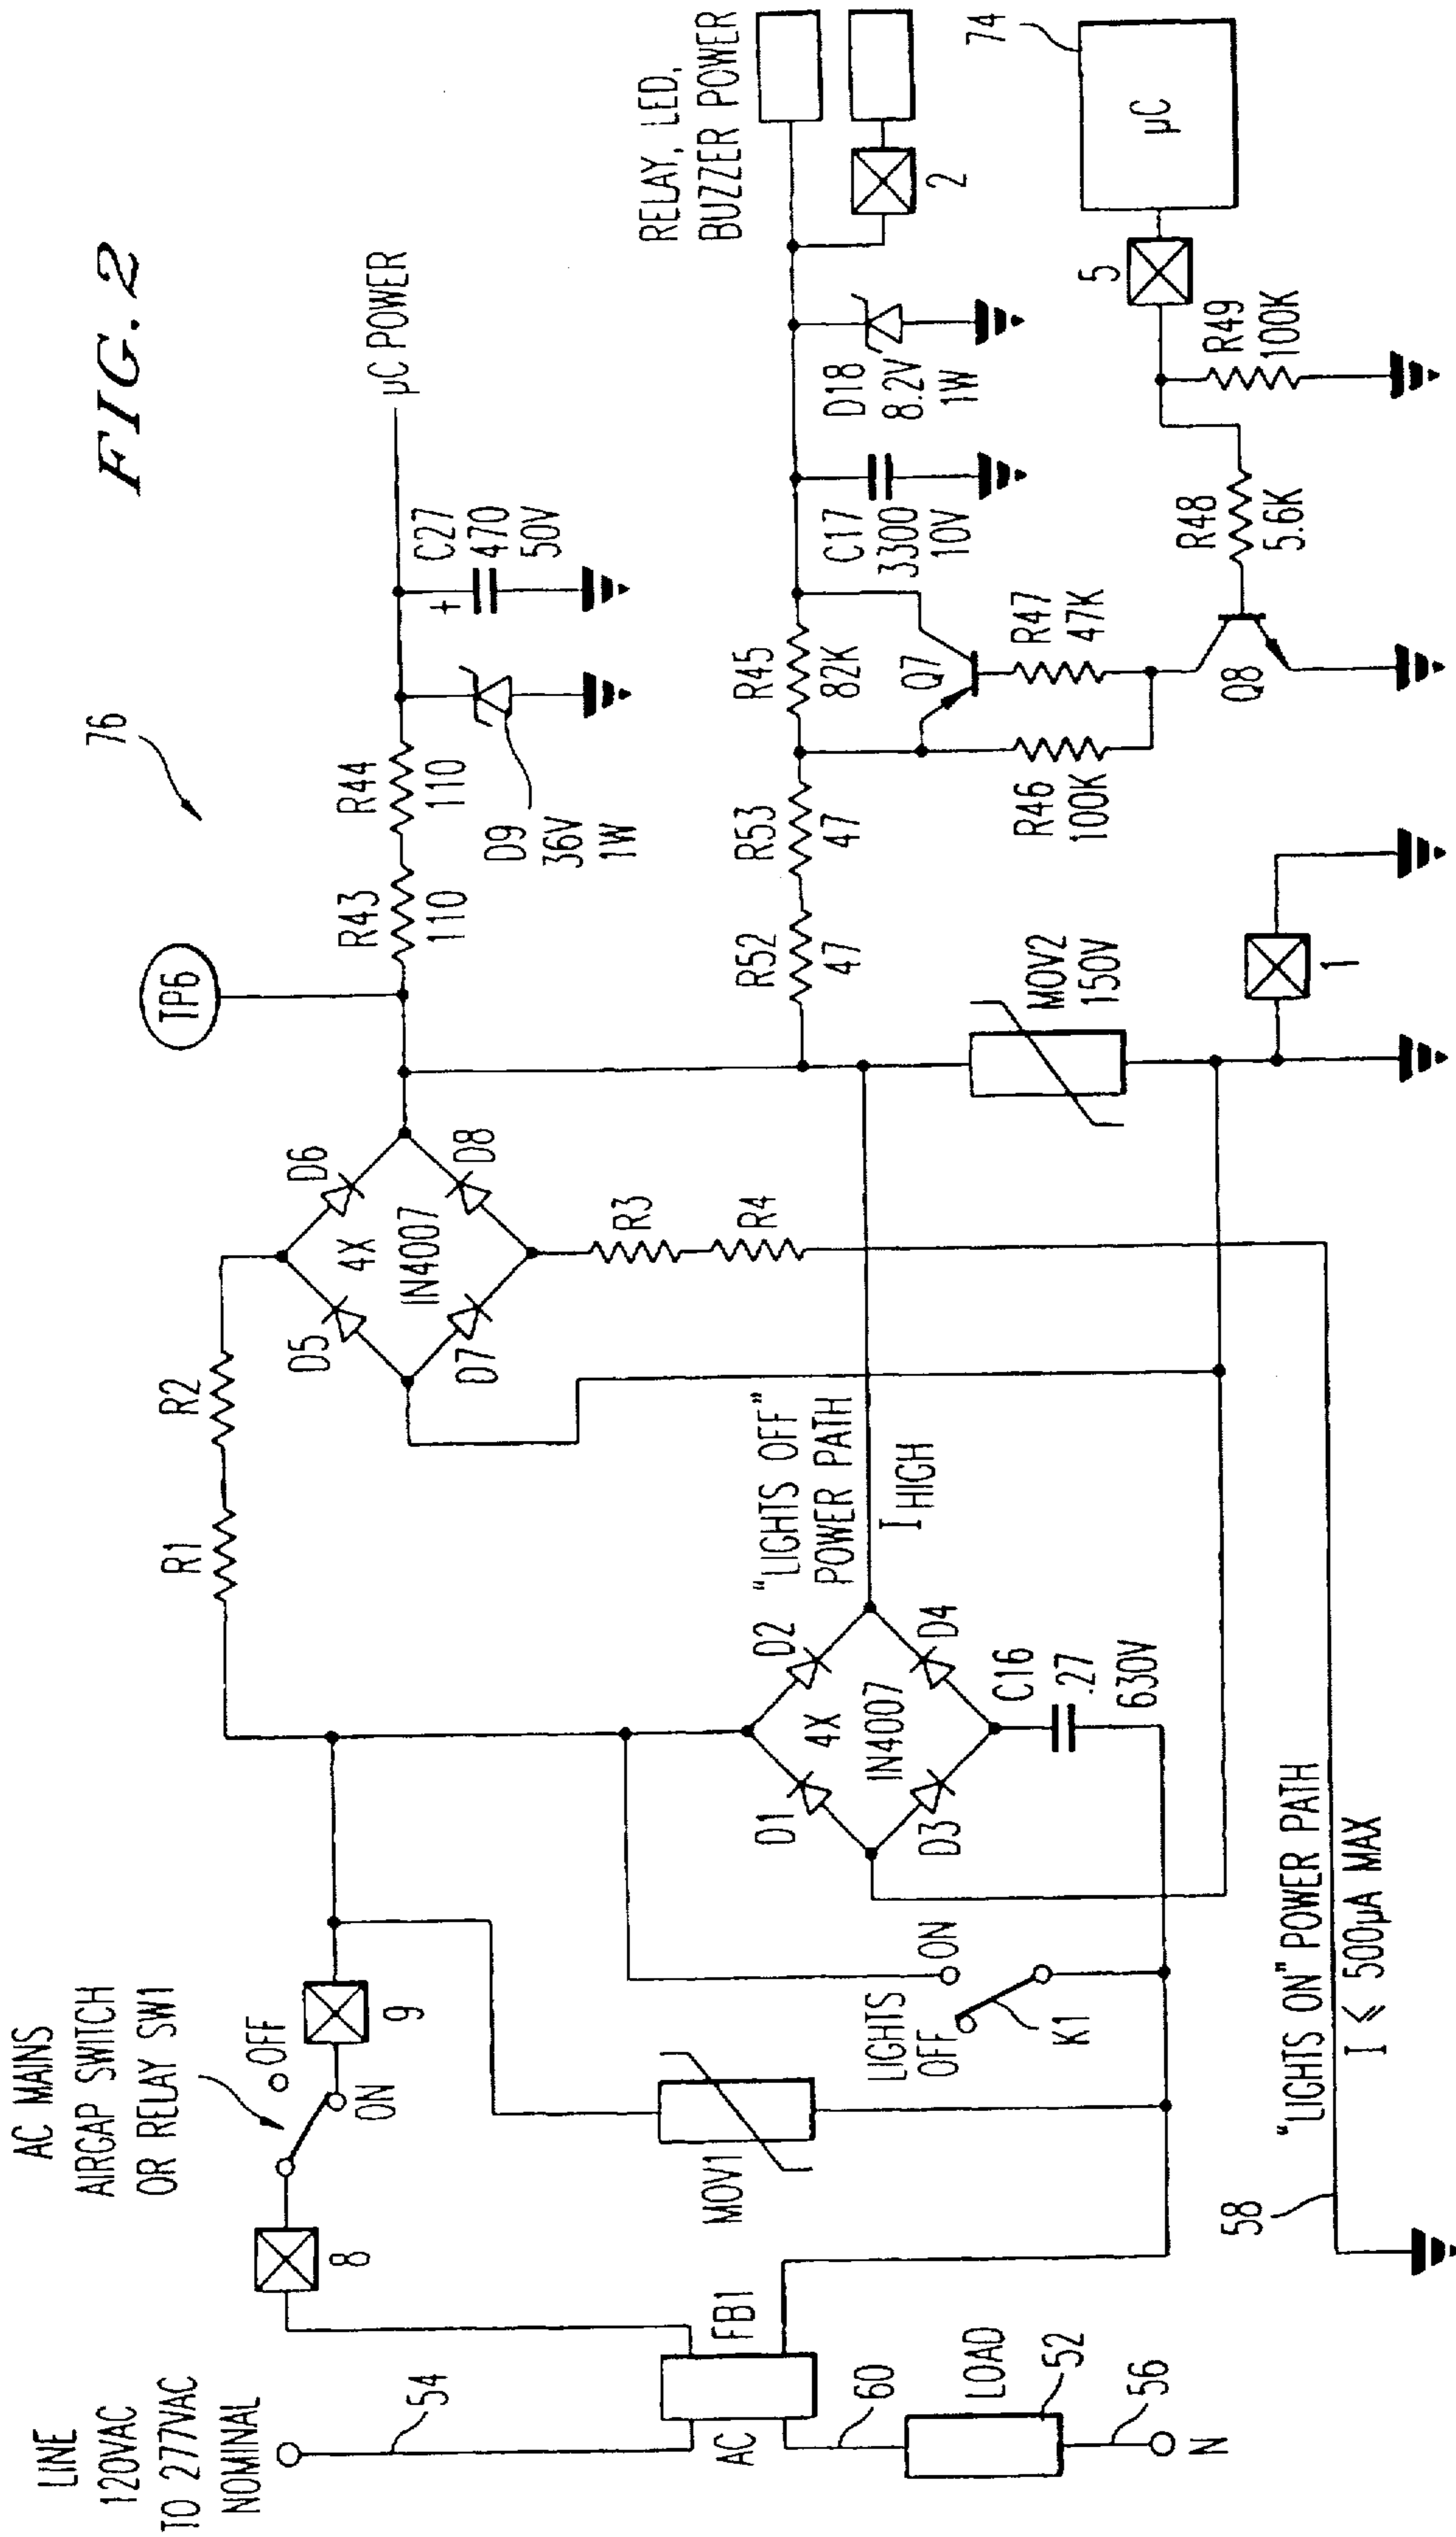 FIG. 2
76
LINE
120VAC
TO 277VAC
NOMINAL
54
AC MAINS
AIRGAP SWITCH
OR RELAY SW1
OFF
ON
8
9
FB1
AC
60
LOAD
52
56
N
MOV1
LIGHTS
OFF
ON
K1
R1
R2
D1
D2
4X
IN4007
D3
D4
C16
.27
630V
"LIGHTS OFF"
POWER PATH
I HIGH
"LIGHTS ON" POWER PATH
I ⩽ 500µA MAX
58
D5
D6
4X
IN4007
D7
D8
R3
R4
TP6
R43
110
R44
110
D9
36V
1W
+
C27
470
50V
µC POWER
MOV2
150V
1
R52
47
R53
47
R45
82K
Q7
R46
100K
R47
47K
Q8
C17
3300
10V
D18
8.2V
1W
RELAY, LED,
BUZZER POWER
2
R48
5.6K
R49
100K
5
µC
74